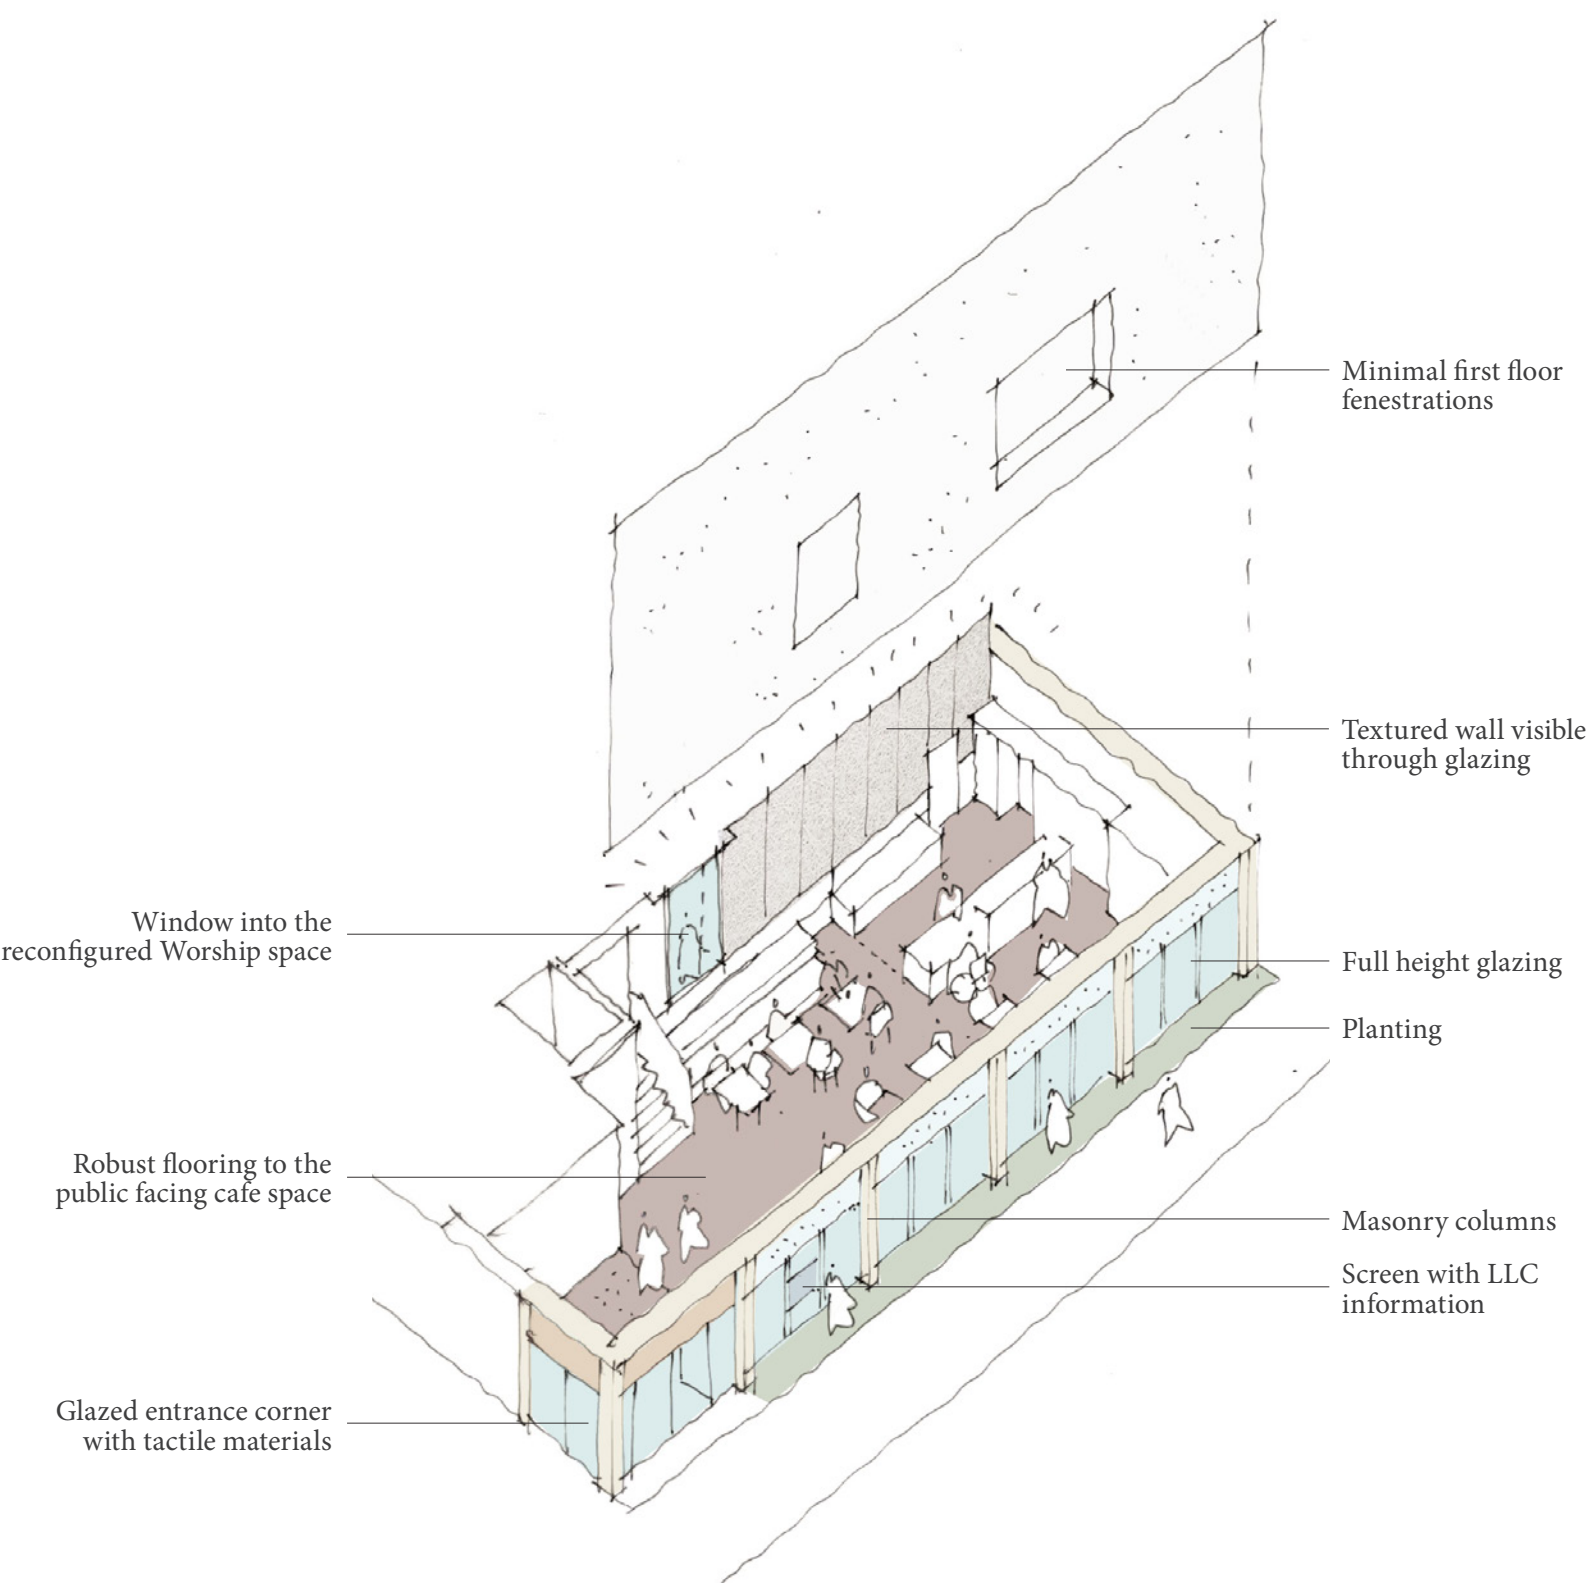 Minimal first floor
fenestrations
Textured wall visible
through glazing
Window into the
reconfigured Worship space
Full height glazing
Planting
Robust flooring to the
public facing cafe space
Masonry columns
Screen with LLC
information
Glazed entrance corner
with tactile materials